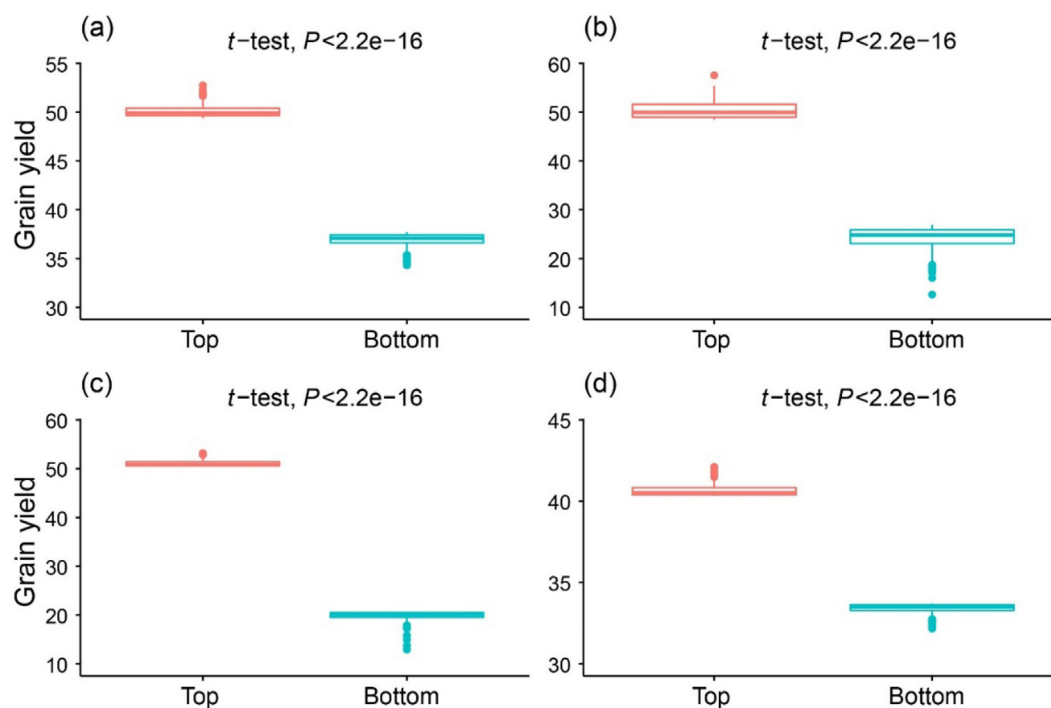 (a)
t−test, P<2.2e−16
Grain yield
55
50
45
40
35
30
Top
Bottom
(b)
t−test, P<2.2e−16
60
50
40
30
20
10
Top
Bottom
(c)
t−test, P<2.2e−16
Grain yield
60
50
40
30
20
10
Top
Bottom
(d)
t−test, P<2.2e−16
45
40
35
30
Top
Bottom